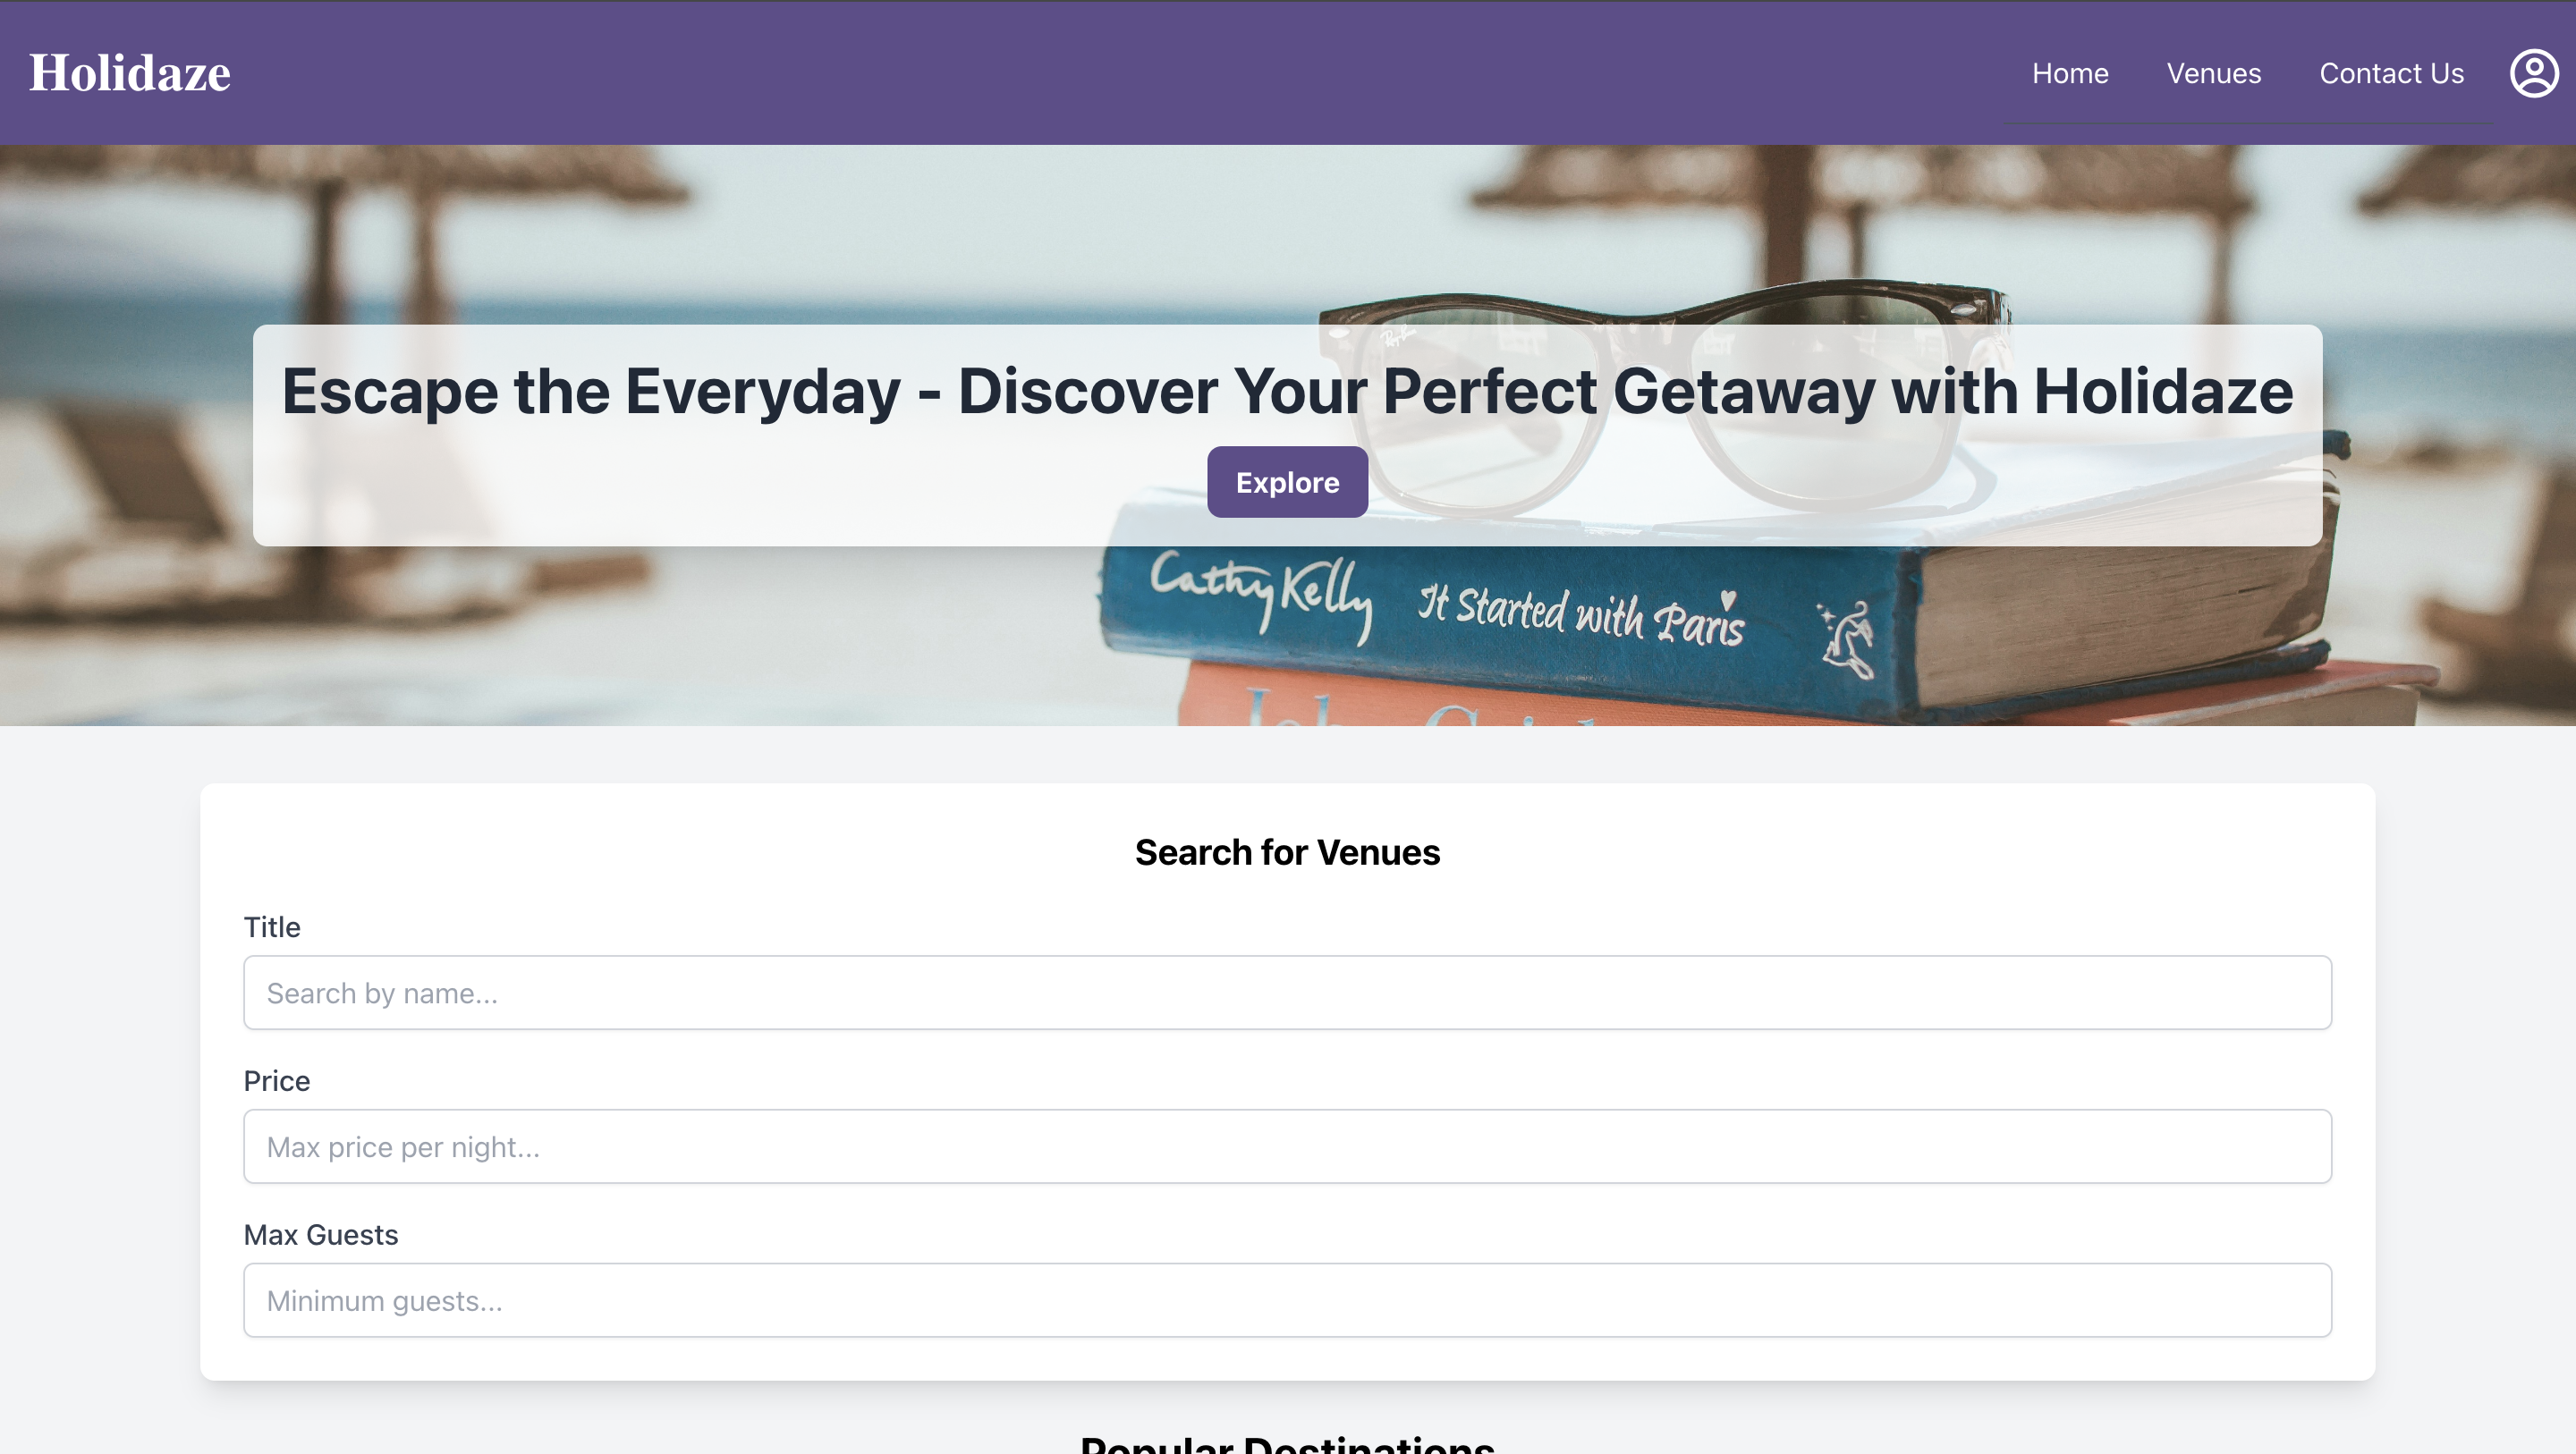 Holidaze
Home Venues Contact Us
Ray-Ban
Escape the Everyday - Discover Your Perfect Getaway with Holidaze
Explore
Cathy Kelly It Started with Paris
Search for Venues
Title
Search by name...
Price
Max price per night...
Max Guests
Minimum guests...
Popular Destinations